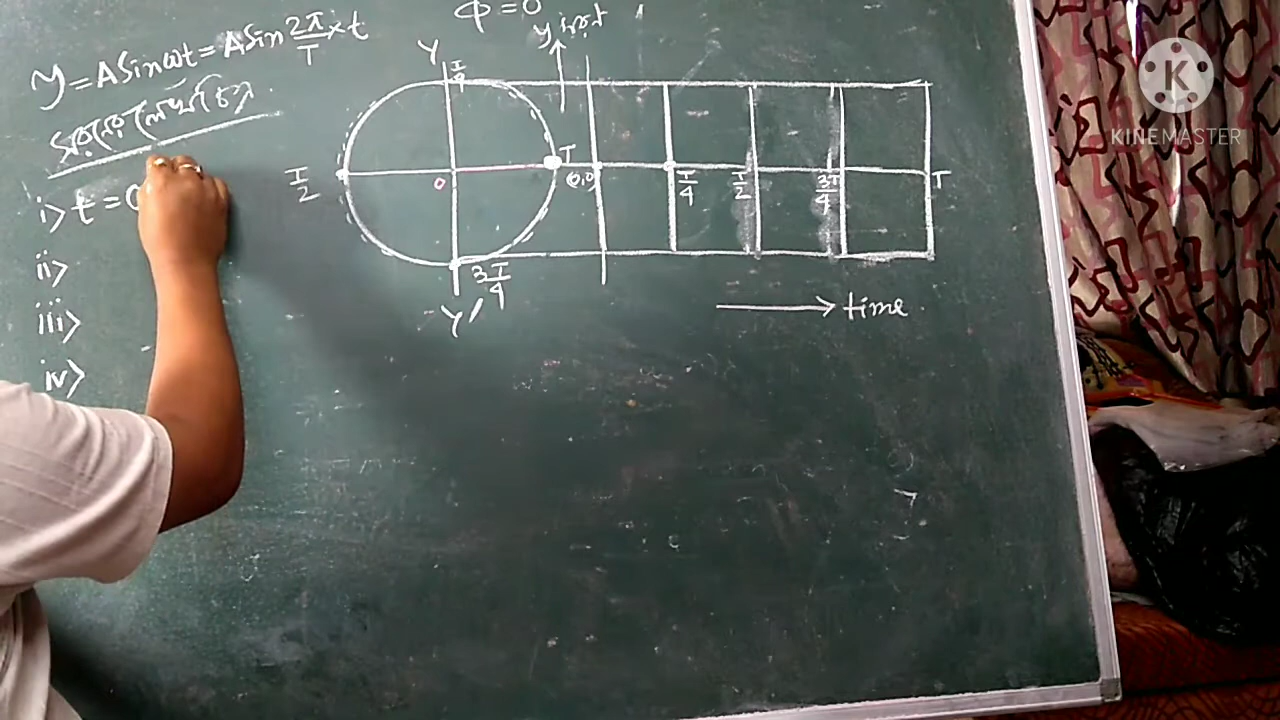 φ = 0
y = A sin ωt = A sin 2π/T × t
i> t = 0
ii>
iii>
iv>
Y
T/4
T/2
0
T
(0,0)
T/4
T/2
3T/4
T
3T/4
Y'
→ time
K
KINEMASTER